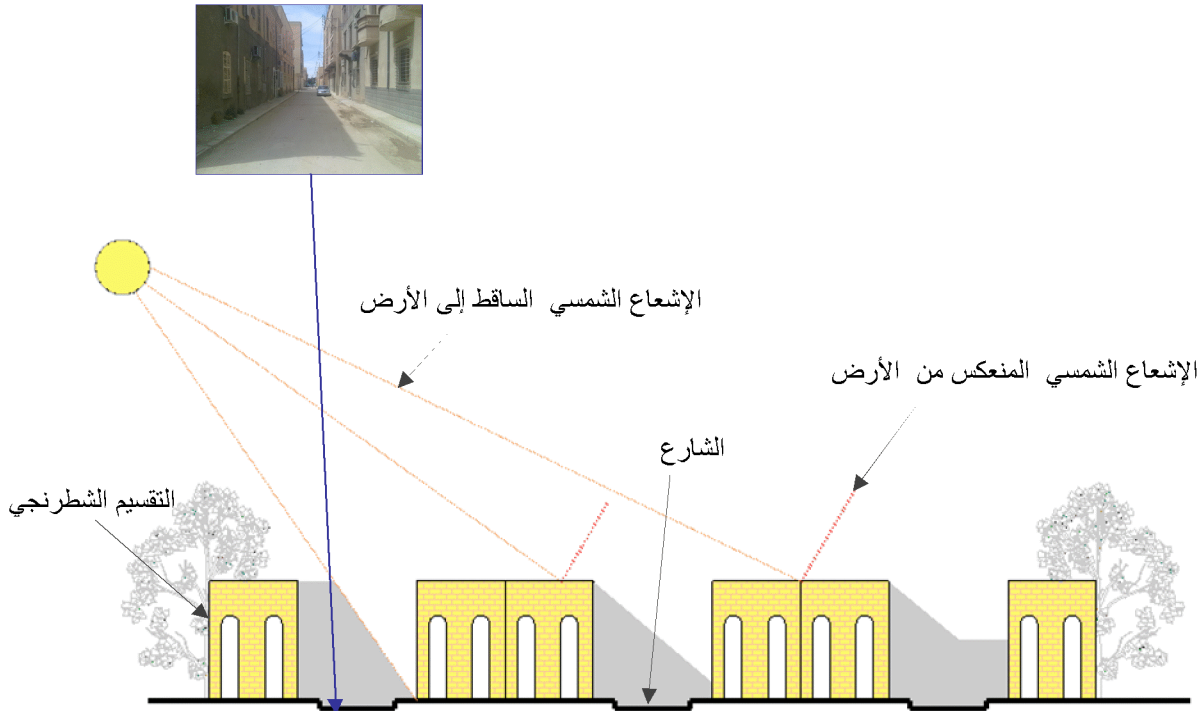 الإشعاع الشمسي الساقط إلى الأرض
الإشعاع الشمسي المنعكس من الأرض
الشارع
التقسيم الشطرنجي